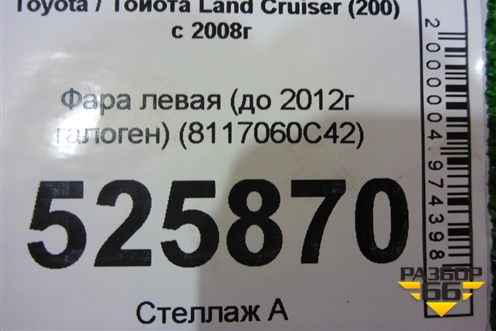 Toyota / Тойота Land Cruiser (200)
с 2008г
Фара левая (до 2012г
галоген) (8117060C42)
525870
Стеллаж А
2000004974398
РАЗБОР
66